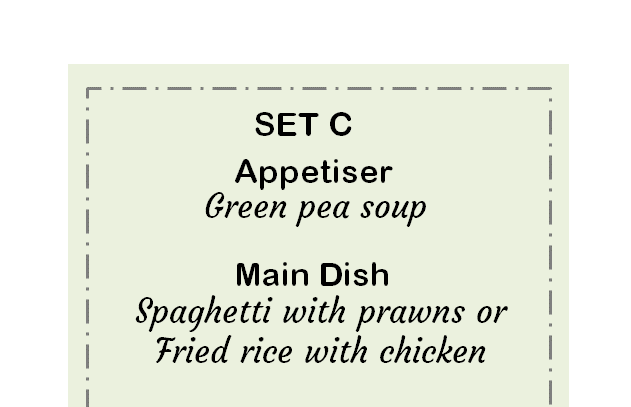 SET C
Appetiser
Green pea soup
Main Dish
Spaghetti with prawns or
Fried rice with chicken